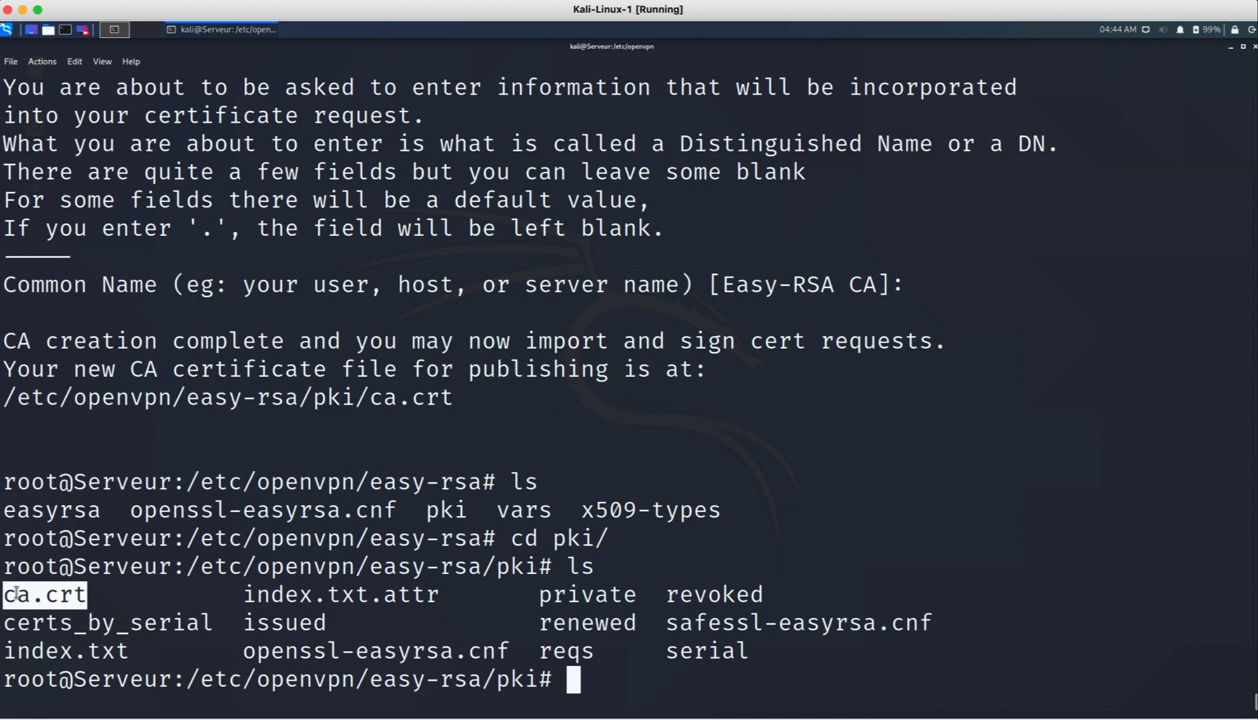 Kali-Linux-1 [Running]
kali@Serveur: /etc/open... 04:44 AM 99%
kali@Serveur:/etc/openvpn
File Actions Edit View Help
You are about to be asked to enter information that will be incorporated
into your certificate request.
What you are about to enter is what is called a Distinguished Name or a DN.
There are quite a few fields but you can leave some blank
For some fields there will be a default value,
If you enter '.', the field will be left blank.
-----
Common Name (eg: your user, host, or server name) [Easy-RSA CA]:
CA creation complete and you may now import and sign cert requests.
Your new CA certificate file for publishing is at:
/etc/openvpn/easy-rsa/pki/ca.crt
root@Serveur:/etc/openvpn/easy-rsa# ls
easyrsa openssl-easyrsa.cnf pki vars x509-types
root@Serveur:/etc/openvpn/easy-rsa# cd pki/
root@Serveur:/etc/openvpn/easy-rsa/pki# ls
ca.crt index.txt.attr private revoked
certs_by_serial issued renewed safessl-easyrsa.cnf
index.txt openssl-easyrsa.cnf reqs serial
root@Serveur:/etc/openvpn/easy-rsa/pki#